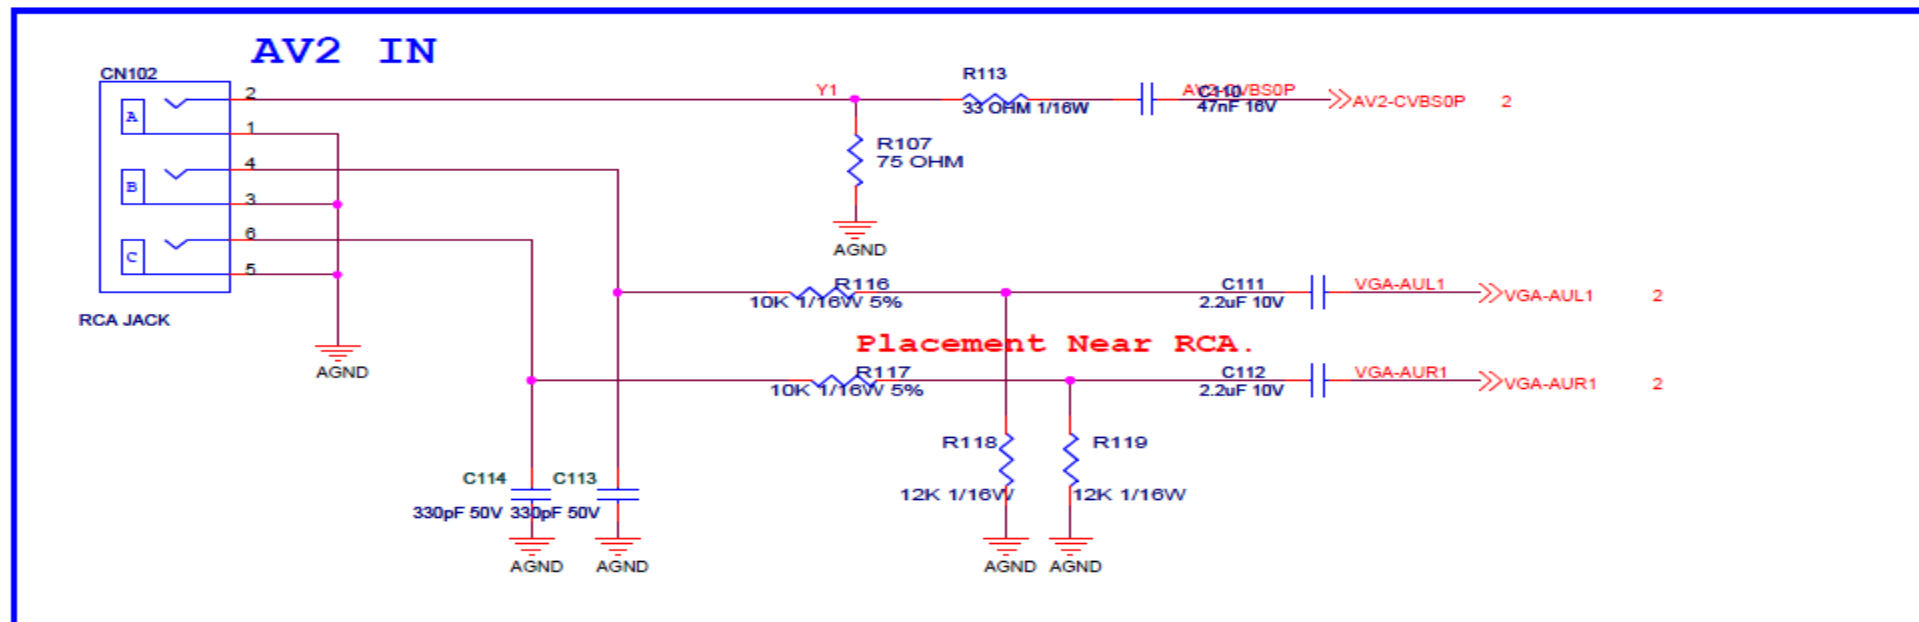 AV2 IN
CN102
A
B
C
2
1
4
3
6
5
RCA JACK
AGND
Y1
R113
33 OHM 1/16W
AV2-CVBS0P
C110
47nF 16V
AV2-CVBS0P 2
R107
75 OHM
AGND
R116
10K 1/16W 5%
C111
2.2uF 10V
VGA-AUL1
VGA-AUL1 2
Placement Near RCA.
R117
10K 1/16W 5%
C112
2.2uF 10V
VGA-AUR1
VGA-AUR1 2
R118
12K 1/16W
R119
12K 1/16W
C114 C113
330pF 50V 330pF 50V
AGND AGND
AGND AGND